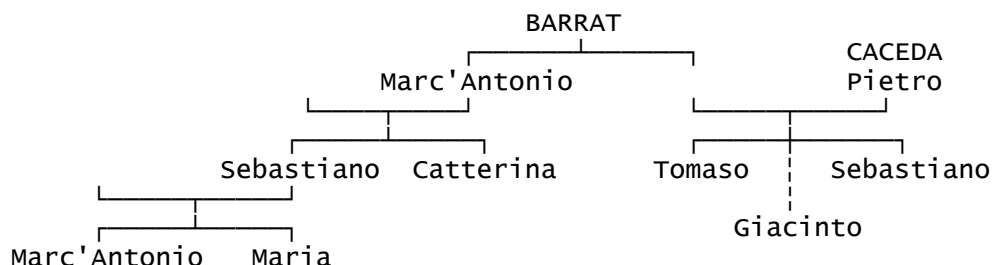 BARRAT
CACEDA
Marc'Antonio Pietro
Sebastiano Catterina Tomaso Sebastiano
Giacinto
Marc'Antonio Maria